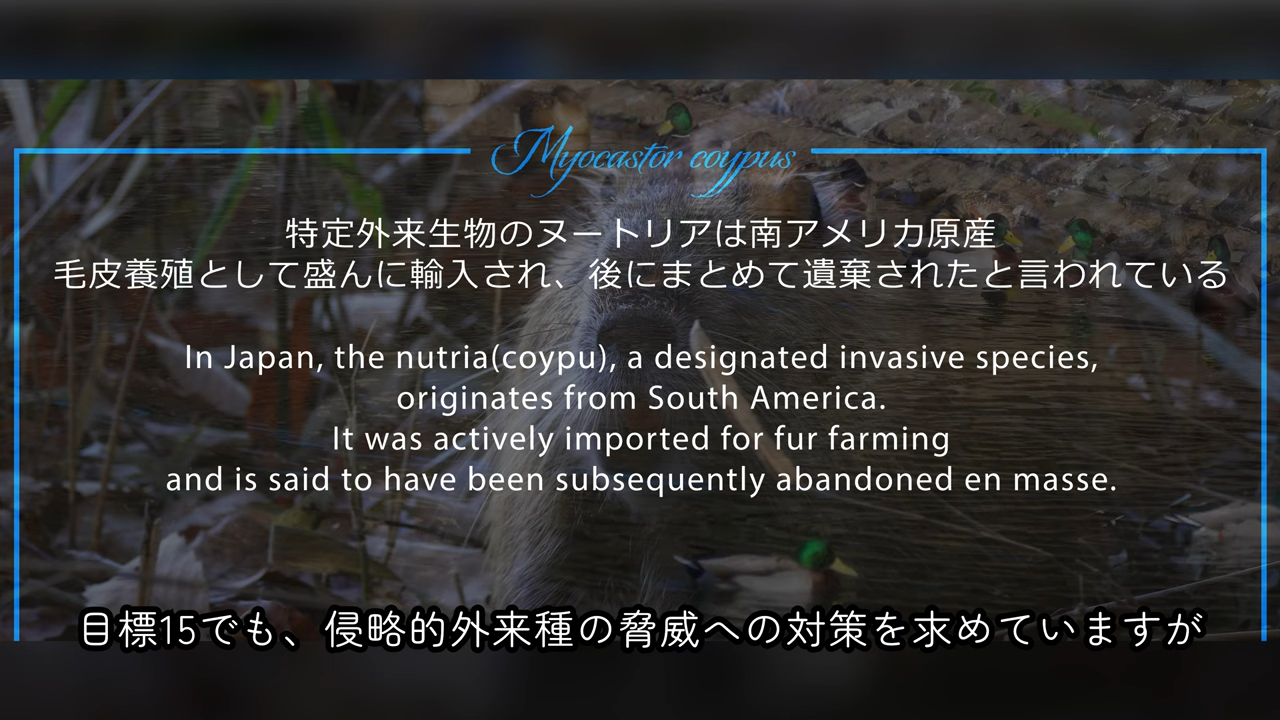 Myocastor coypus
特定外来生物のヌートリアは南アメリカ原産
毛皮養殖として盛んに輸入され、後にまとめて遺棄されたと言われている
In Japan, the nutria(coypu), a designated invasive species,
originates from South America.
It was actively imported for fur farming
and is said to have been subsequently abandoned en masse.
目標15でも、侵略的外来種の脅威への対策を求めていますが